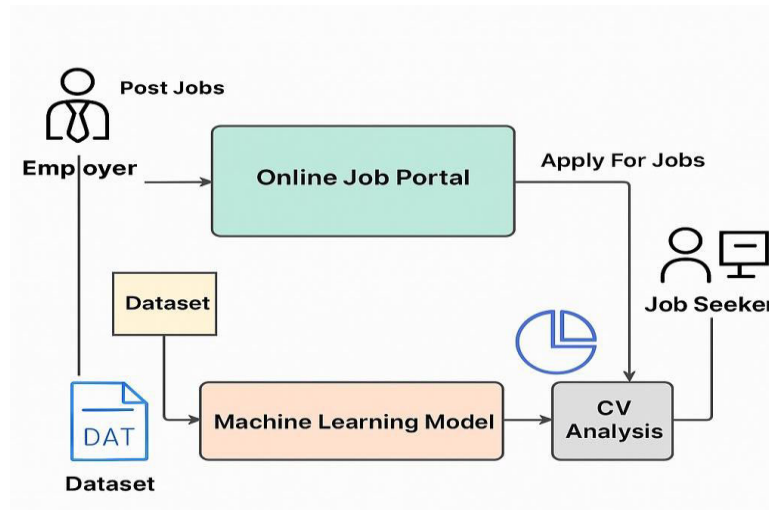 Post Jobs
Employer
Online Job Portal
Apply For Jobs
Job Seeker
Dataset
Machine Learning Model
CV
Analysis
DAT
Dataset